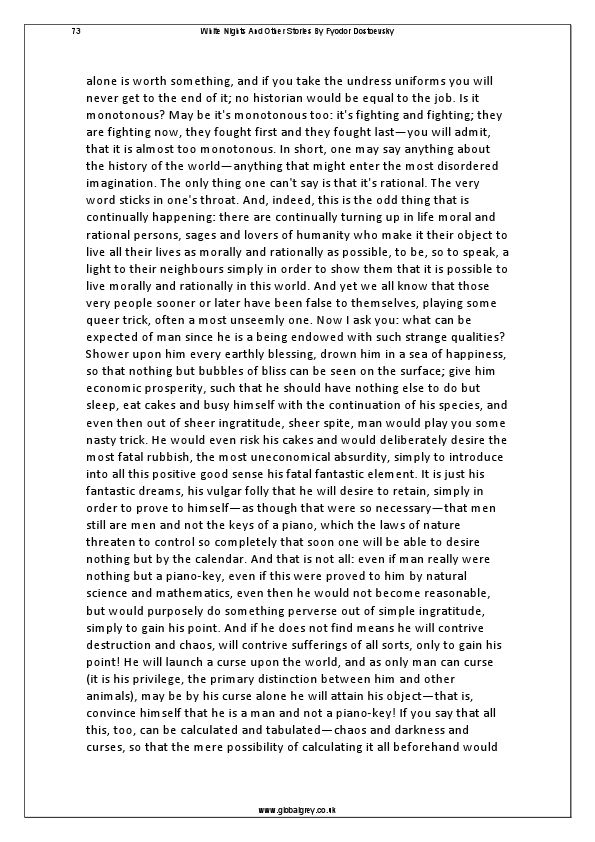 73 White Nights And Other Stories By Fyodor Dostoevsky
alone is worth something, and if you take the undress uniforms you will
never get to the end of it; no historian would be equal to the job. Is it
monotonous? May be it's monotonous too: it's fighting and fighting; they
are fighting now, they fought first and they fought last—you will admit,
that it is almost too monotonous. In short, one may say anything about
the history of the world—anything that might enter the most disordered
imagination. The only thing one can't say is that it's rational. The very
word sticks in one's throat. And, indeed, this is the odd thing that is
continually happening: there are continually turning up in life moral and
rational persons, sages and lovers of humanity who make it their object to
live all their lives as morally and rationally as possible, to be, so to speak, a
light to their neighbours simply in order to show them that it is possible to
live morally and rationally in this world. And yet we all know that those
very people sooner or later have been false to themselves, playing some
queer trick, often a most unseemly one. Now I ask you: what can be
expected of man since he is a being endowed with such strange qualities?
Shower upon him every earthly blessing, drown him in a sea of happiness,
so that nothing but bubbles of bliss can be seen on the surface; give him
economic prosperity, such that he should have nothing else to do but
sleep, eat cakes and busy himself with the continuation of his species, and
even then out of sheer ingratitude, sheer spite, man would play you some
nasty trick. He would even risk his cakes and would deliberately desire the
most fatal rubbish, the most uneconomical absurdity, simply to introduce
into all this positive good sense his fatal fantastic element. It is just his
fantastic dreams, his vulgar folly that he will desire to retain, simply in
order to prove to himself—as though that were so necessary—that men
still are men and not the keys of a piano, which the laws of nature
threaten to control so completely that soon one will be able to desire
nothing but by the calendar. And that is not all: even if man really were
nothing but a piano-key, even if this were proved to him by natural
science and mathematics, even then he would not become reasonable,
but would purposely do something perverse out of simple ingratitude,
simply to gain his point. And if he does not find means he will contrive
destruction and chaos, will contrive sufferings of all sorts, only to gain his
point! He will launch a curse upon the world, and as only man can curse
(it is his privilege, the primary distinction between him and other
animals), may be by his curse alone he will attain his object—that is,
convince himself that he is a man and not a piano-key! If you say that all
this, too, can be calculated and tabulated—chaos and darkness and
curses, so that the mere possibility of calculating it all beforehand would
www.globalgrey.co.uk